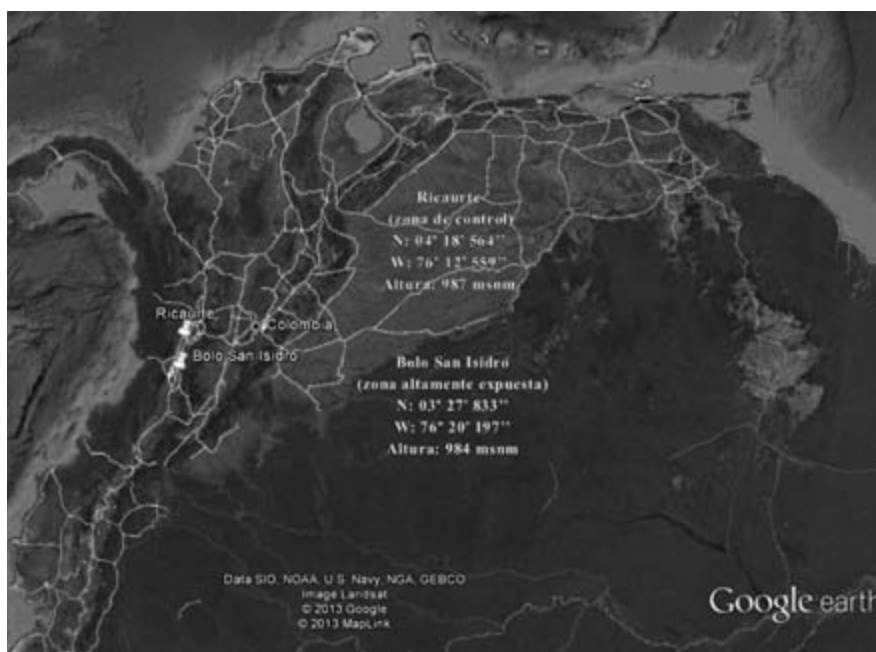 Ricaurte
(zona de control)
N: 04° 18' 564''
W: 76° 12' 559''
Altura: 987 msnm
Ricaurte
Colombia
Bolo San Isidro
Bolo San Isidro
(zona altamente expuesta)
N: 03° 27' 833''
W: 76° 20' 197''
Altura: 984 msnm
Data SIO, NOAA, U.S. Navy, NGA, GEBCO
Image Landsat
© 2013 Google
© 2013 MapLink
Google earth